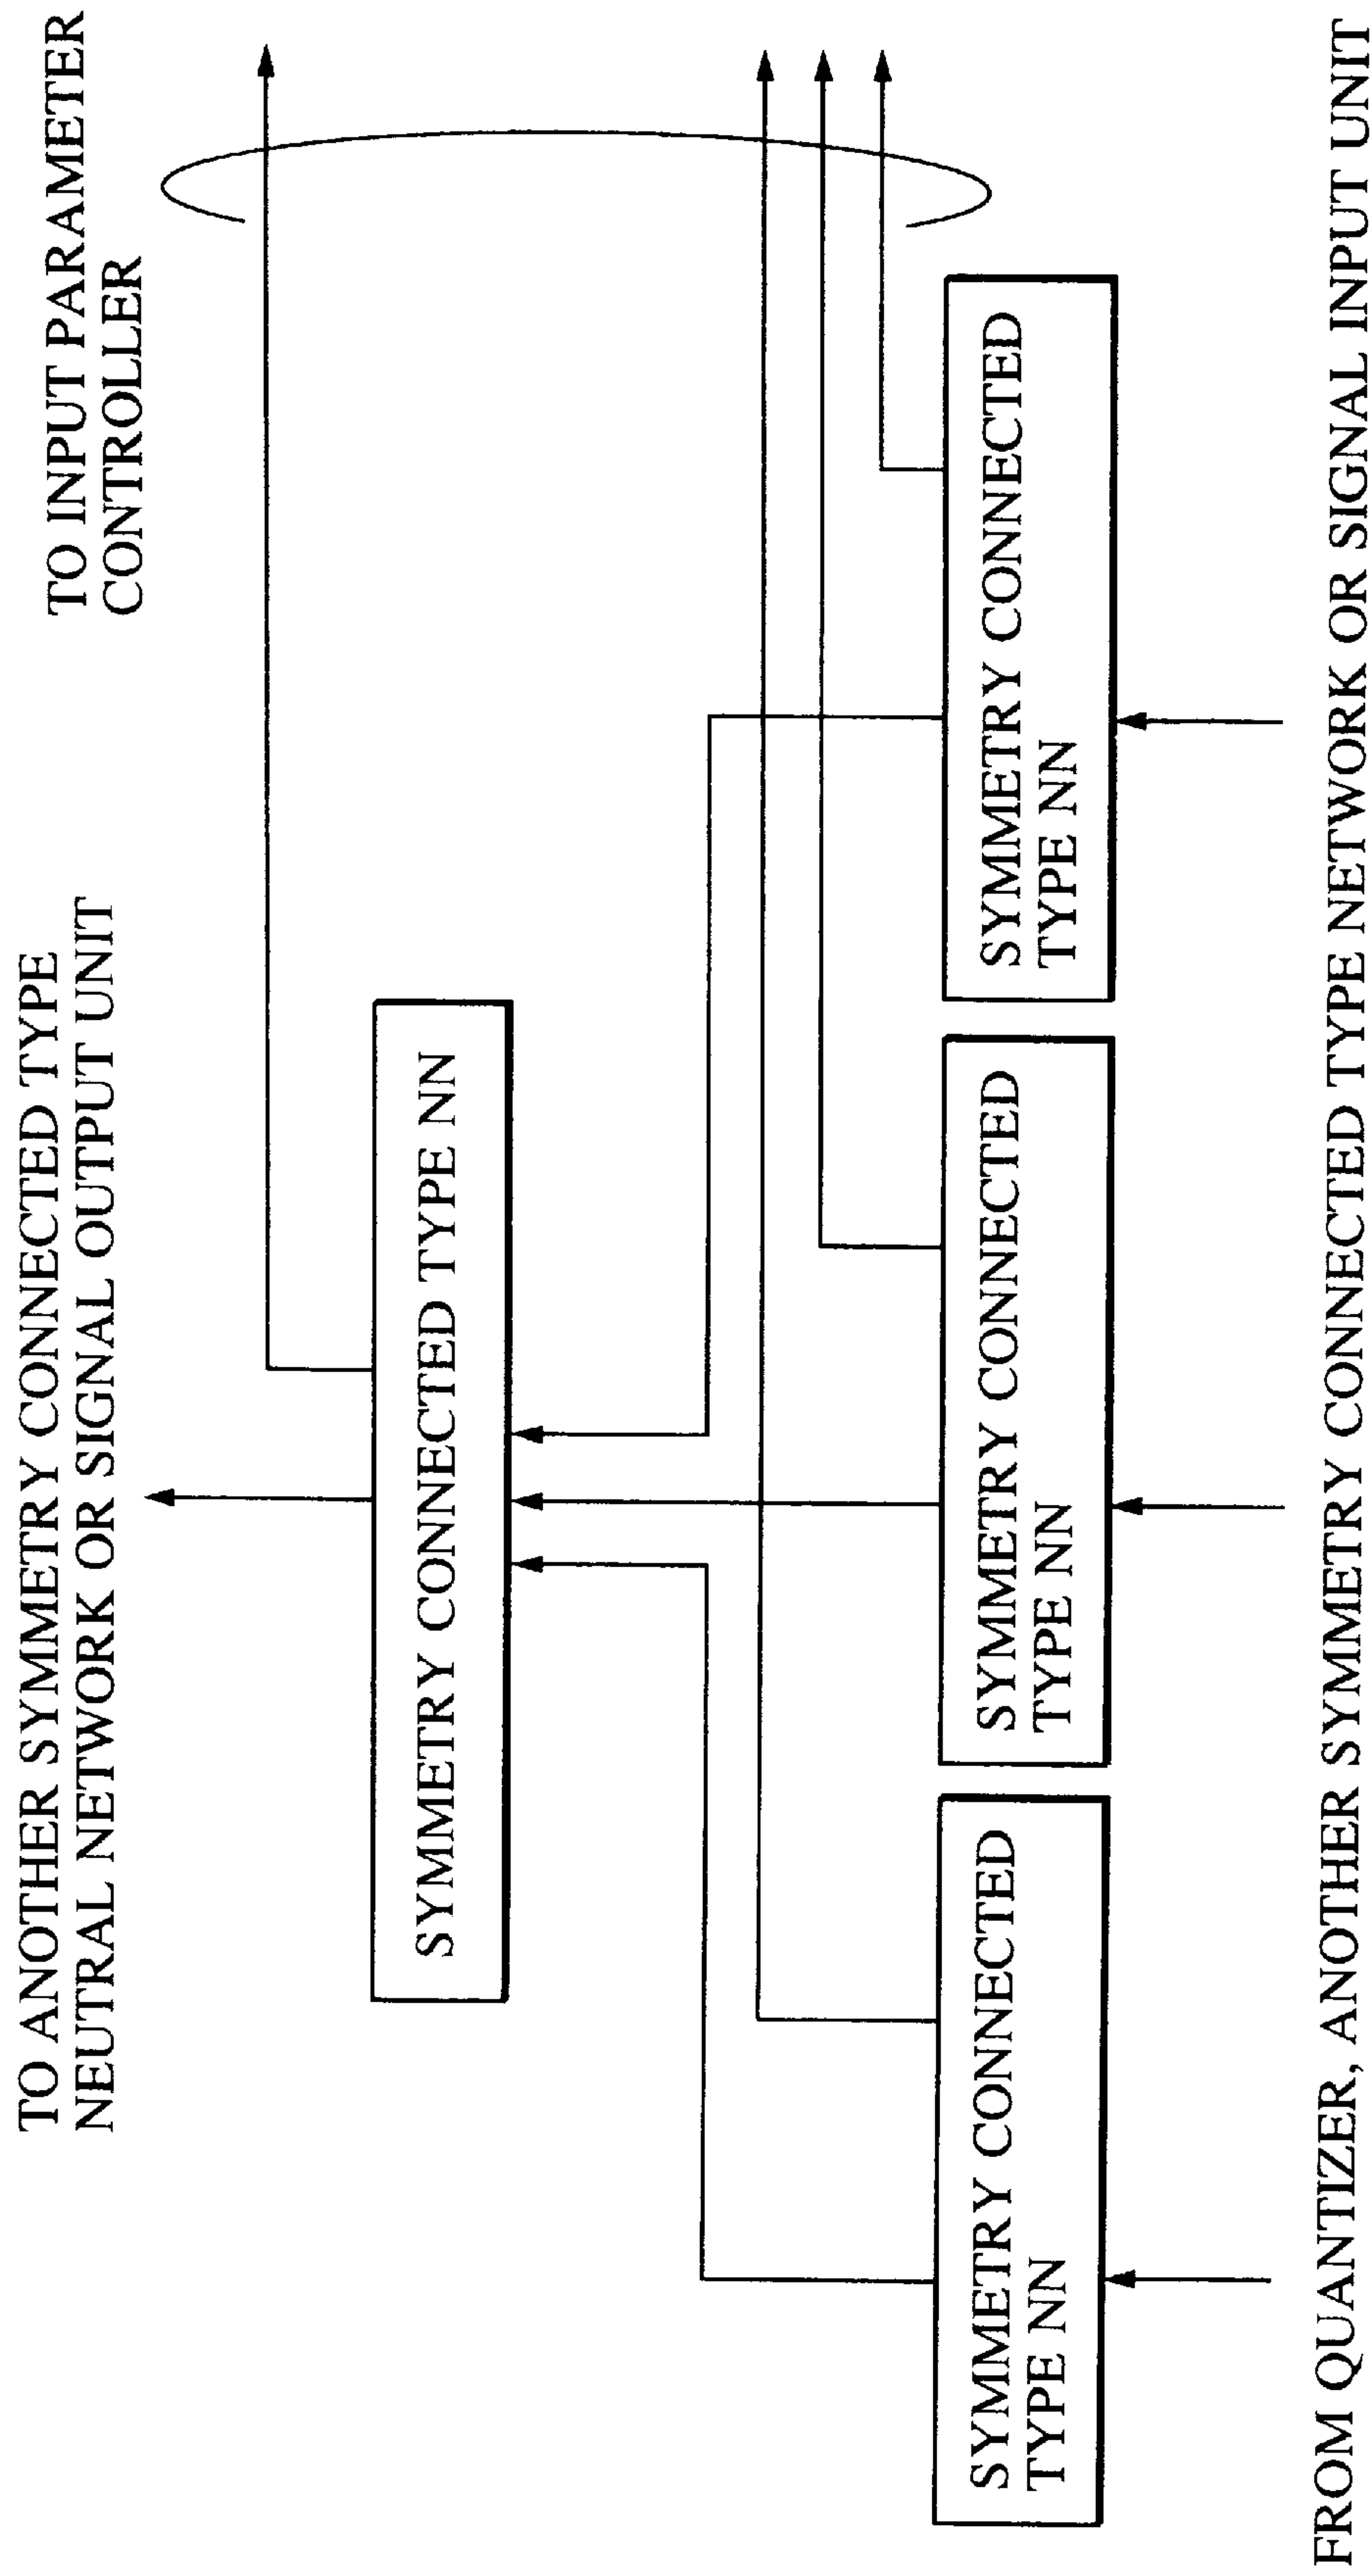 TO ANOTHER SYMMETRY CONNECTED TYPE
NEUTRAL NETWORK OR SIGNAL OUTPUT UNIT
TO INPUT PARAMETER
CONTROLLER
SYMMETRY CONNECTED TYPE NN
SYMMETRY CONNECTED
TYPE NN
SYMMETRY CONNECTED
TYPE NN
SYMMETRY CONNECTED
TYPE NN
FROM QUANTIZER, ANOTHER SYMMETRY CONNECTED TYPE NETWORK OR SIGNAL INPUT UNIT